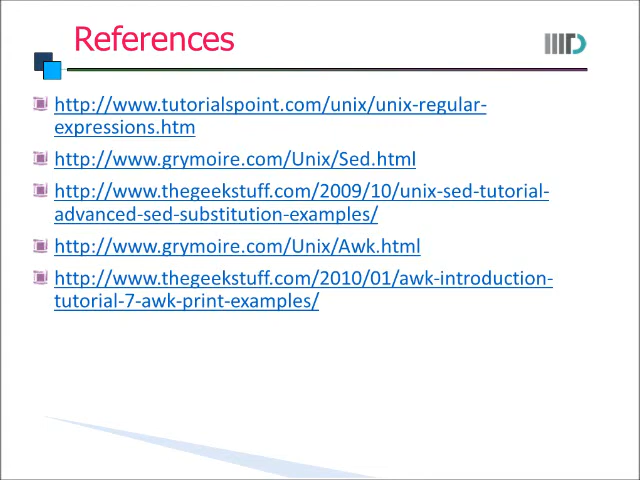 References
http://www.tutorialspoint.com/unix/unix-regular-
expressions.htm
http://www.grymoire.com/Unix/Sed.html
http://www.thegeekstuff.com/2009/10/unix-sed-tutorial-
advanced-sed-substitution-examples/
http://www.grymoire.com/Unix/Awk.html
http://www.thegeekstuff.com/2010/01/awk-introduction-
tutorial-7-awk-print-examples/